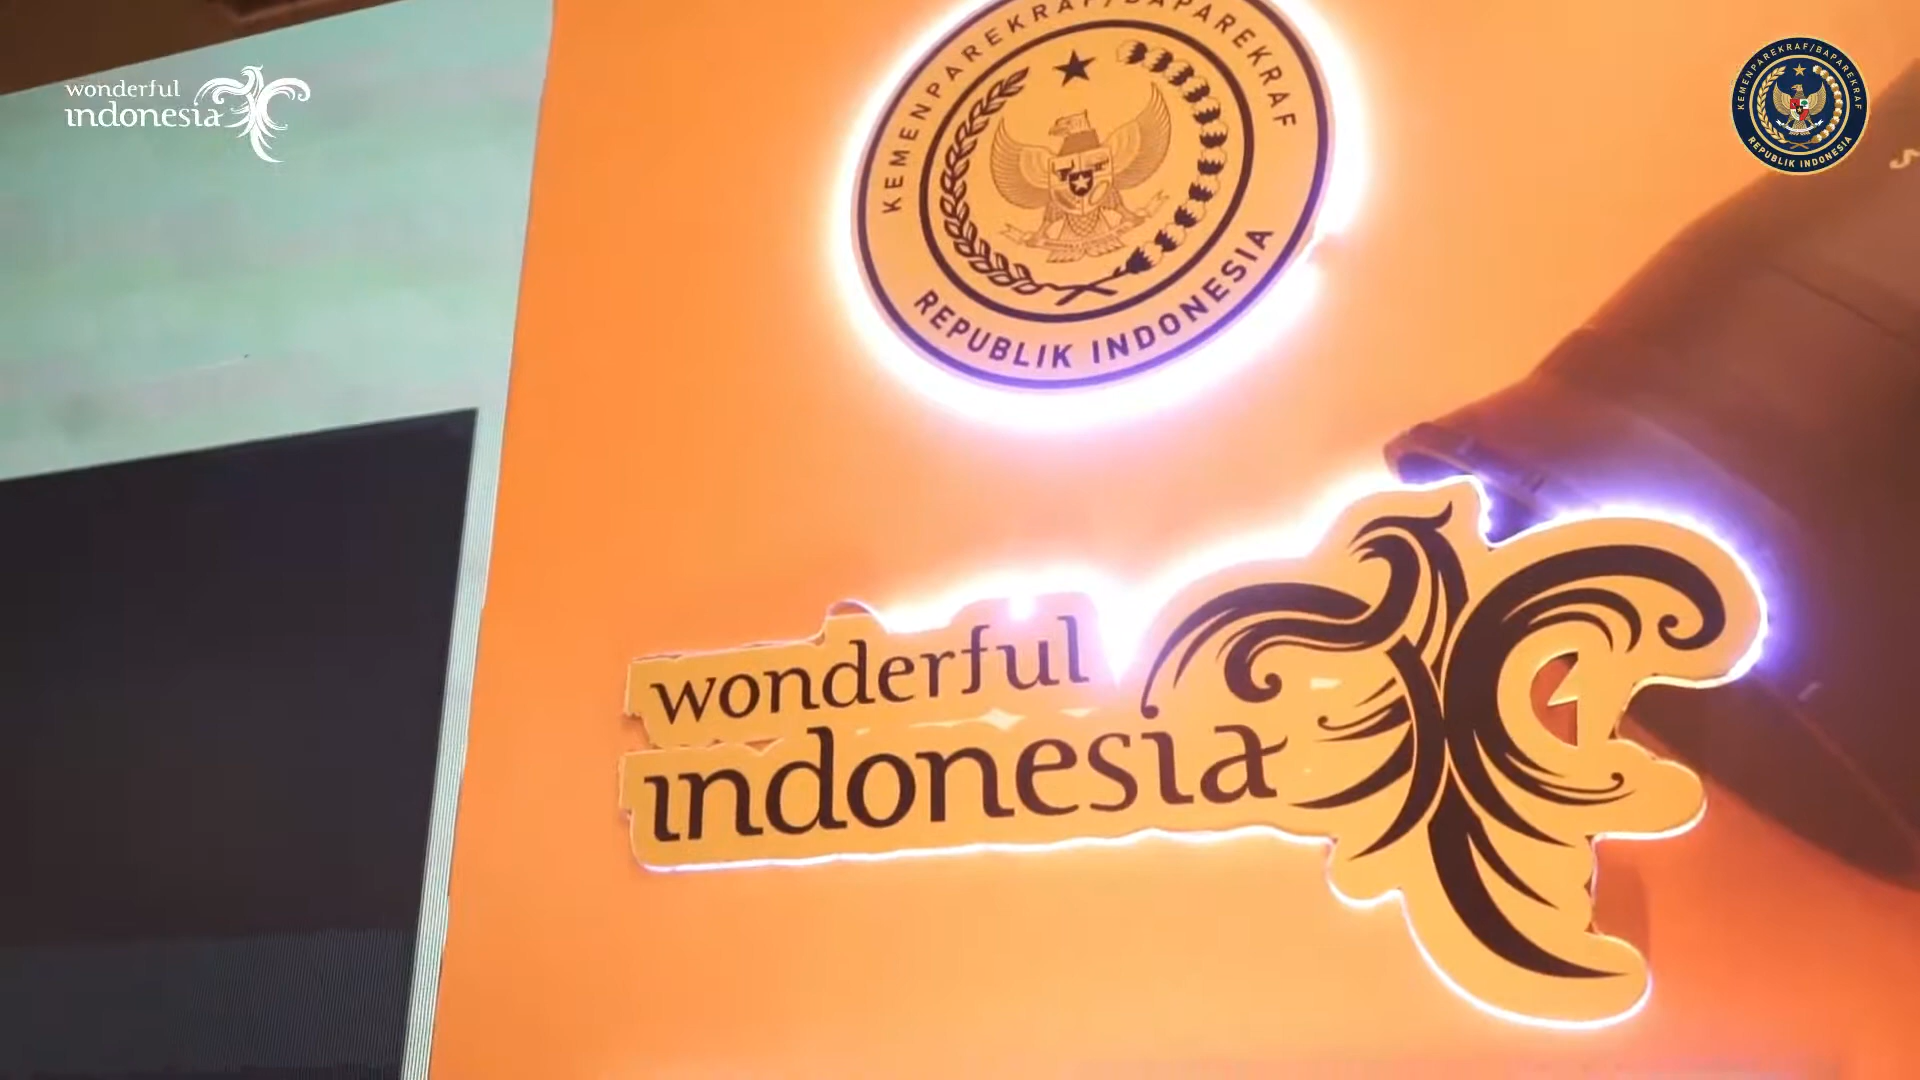 wonderful
indonesia
KEMENPAREKRAF/BAPAREKRAF
REPUBLIK INDONESIA
KEMENPAREKRAF/BAPAREKRAF
REPUBLIK INDONESIA
wonderful
indonesia